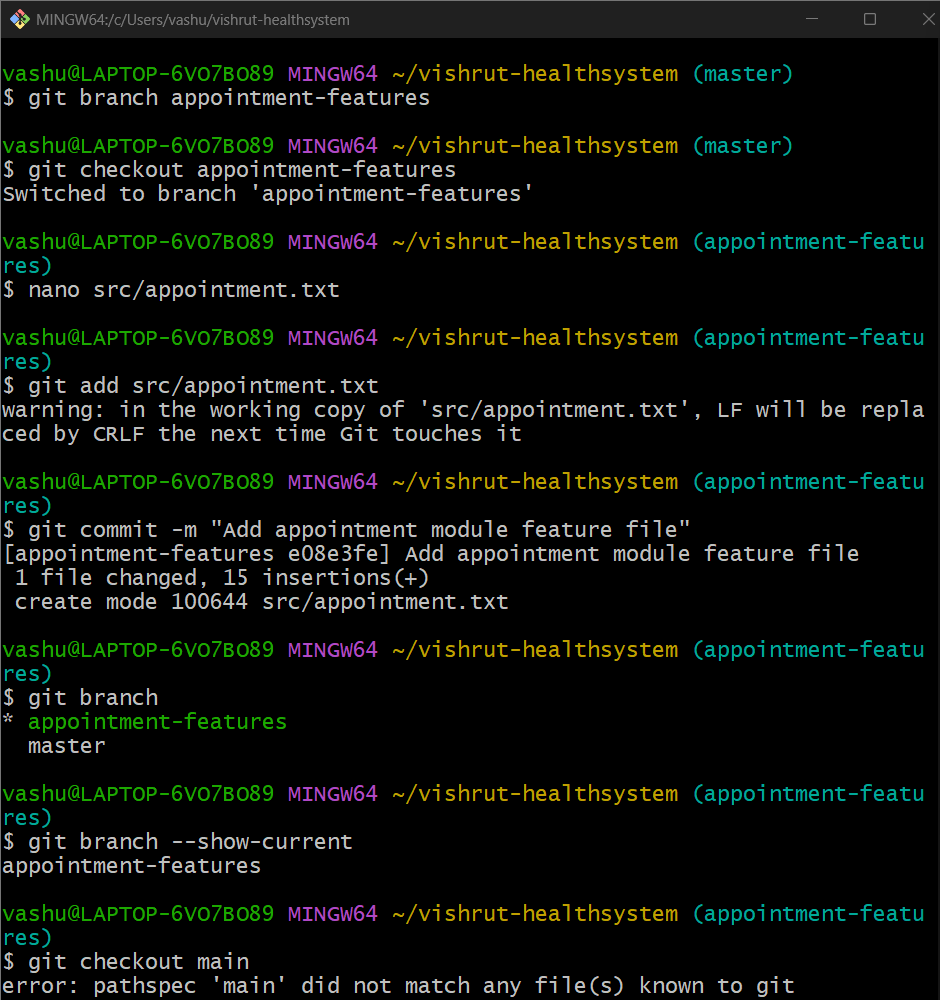 MINGW64:/c/Users/vashu/vishrut-healthsystem
vashu@LAPTOP-6VO7BO89 MINGW64 ~/vishrut-healthsystem (master)
$ git branch appointment-features
vashu@LAPTOP-6VO7BO89 MINGW64 ~/vishrut-healthsystem (master)
$ git checkout appointment-features
Switched to branch 'appointment-features'
vashu@LAPTOP-6VO7BO89 MINGW64 ~/vishrut-healthsystem (appointment-featu
res)
$ nano src/appointment.txt
vashu@LAPTOP-6VO7BO89 MINGW64 ~/vishrut-healthsystem (appointment-featu
res)
$ git add src/appointment.txt
warning: in the working copy of 'src/appointment.txt', LF will be repla
ced by CRLF the next time Git touches it
vashu@LAPTOP-6VO7BO89 MINGW64 ~/vishrut-healthsystem (appointment-featu
res)
$ git commit -m "Add appointment module feature file"
[appointment-features e08e3fe] Add appointment module feature file
 1 file changed, 15 insertions(+)
 create mode 100644 src/appointment.txt
vashu@LAPTOP-6VO7BO89 MINGW64 ~/vishrut-healthsystem (appointment-featu
res)
$ git branch
* appointment-features
  master
vashu@LAPTOP-6VO7BO89 MINGW64 ~/vishrut-healthsystem (appointment-featu
res)
$ git branch --show-current
appointment-features
vashu@LAPTOP-6VO7BO89 MINGW64 ~/vishrut-healthsystem (appointment-featu
res)
$ git checkout main
error: pathspec 'main' did not match any file(s) known to git